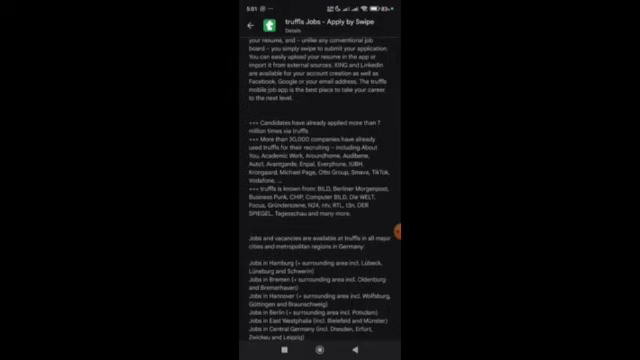 5:01
83
truffls Jobs - Apply by Swipe
Details
your resume, and - unlike any conventional job
board - you simply swipe to submit your application.
You can easily upload your resume in the app or
import it from external sources. XING and LinkedIn
are available for your account creation as well as
Facebook, Google or your email address. The truffls
mobile job app is the best place to take your career
to the next level.
+++ Candidates have already applied more than 7
million times via truffls
+++ More than 30,000 companies have already
used truffls for their recruiting – including About
You, Academic Work, Aroundhome, Audibene,
Auto1, Avantgarde, Enpal, Everphone, IUBH,
Krongaard, Michael Page, Otto Group, Smava, TikTok,
Vodafone, ...
+++ truffls is known from: BILD, Berliner Morgenpost,
Business Punk, CHIP, Computer BILD, Die WELT,
Focus, Gründerszene, N24, ntv, RTL, t3n, DER
SPIEGEL, Tagesschau and many more.
Jobs and vacancies are available at truffls in all major
cities and metropolitan regions in Germany:
Jobs in Hamburg (+ surrounding area incl. Lübeck,
Lüneburg and Schwerin)
Jobs in Bremen (+ surrounding area incl. Oldenburg
and Bremerhaven)
Jobs in Hannover (+ surrounding area incl. Wolfsburg,
Göttingen and Braunschweig)
Jobs in Berlin (+ surrounding area incl. Potsdam)
Jobs in East Westphalia (incl. Bielefeld and Münster)
Jobs in Central Germany (incl. Dresden, Erfurt,
Zwickau and Leipzig)